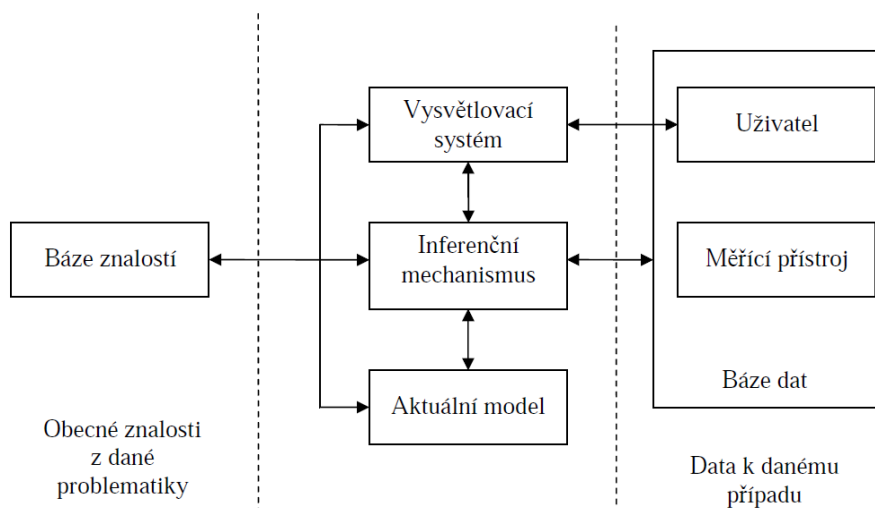 Vysvětlovací
systém
Uživatel
Báze znalostí
Inferenční
mechanismus
Měřící přístroj
Aktuální model
Báze dat
Obecné znalosti
z dané
problematiky
Data k danému
případu